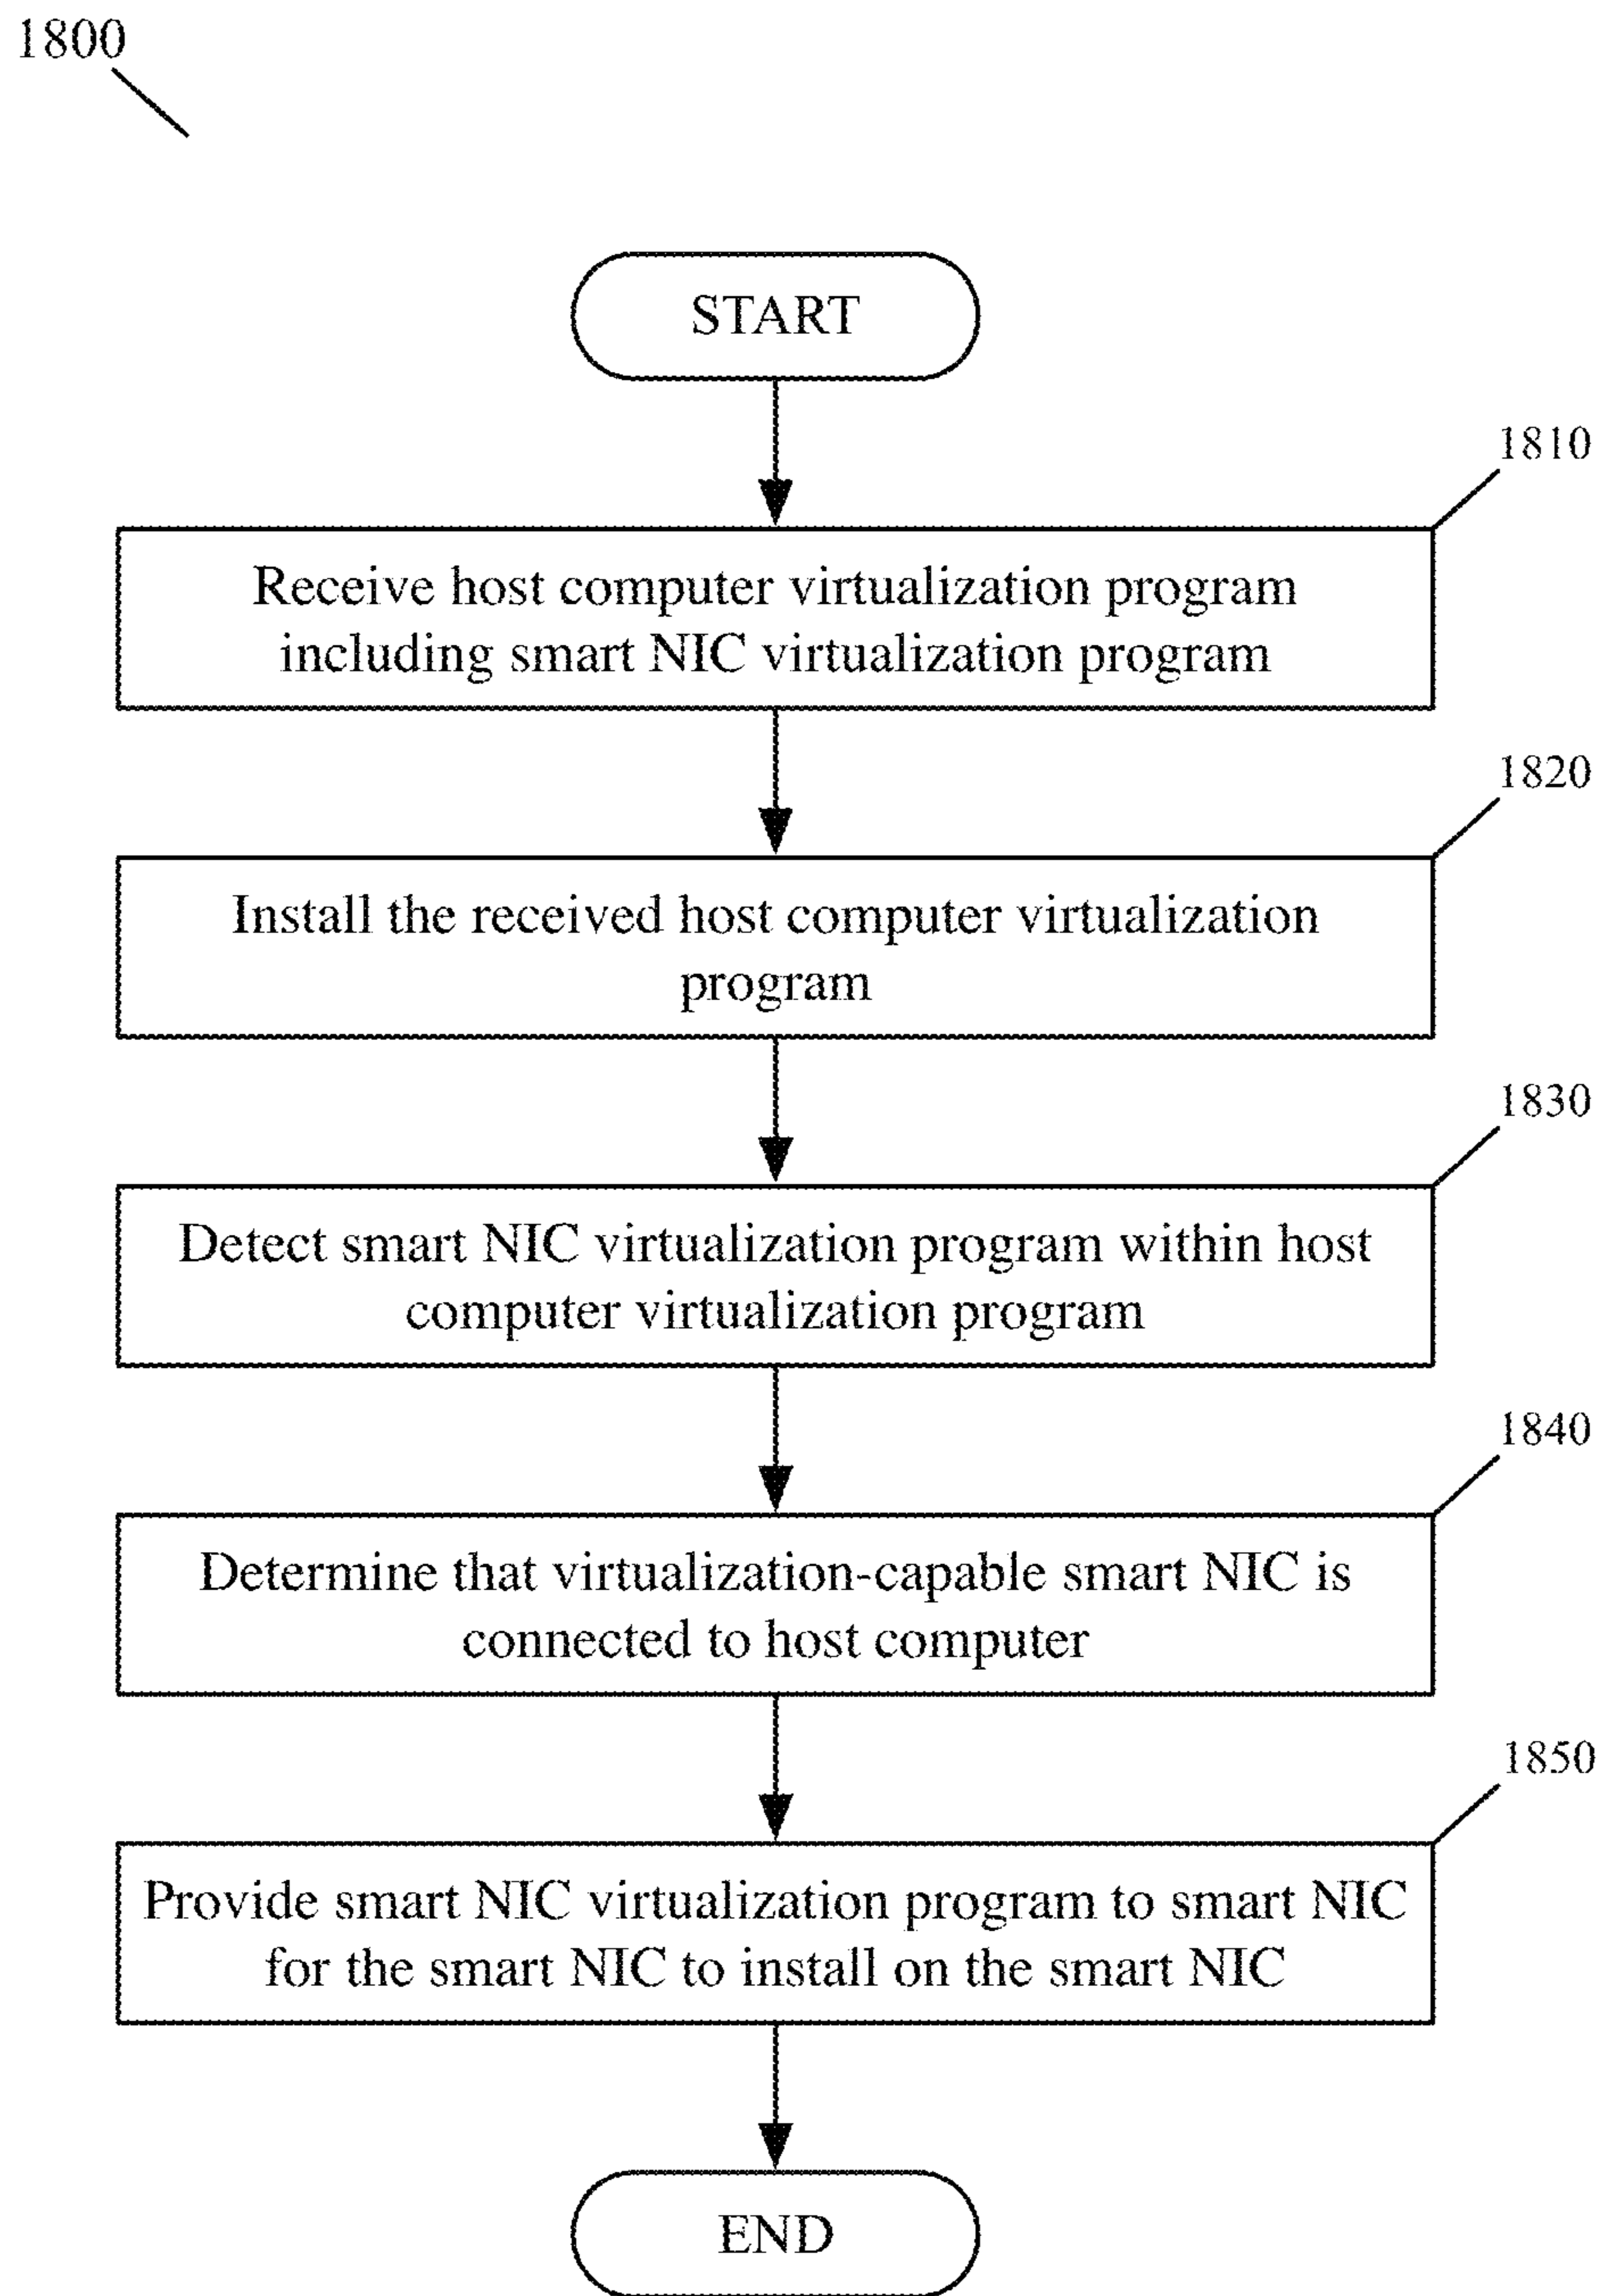 1800
START
1810
Receive host computer virtualization program
including smart NIC virtualization program
1820
Install the received host computer virtualization
program
1830
Detect smart NIC virtualization program within host
computer virtualization program
1840
Determine that virtualization-capable smart NIC is
connected to host computer
1850
Provide smart NIC virtualization program to smart NIC
for the smart NIC to install on the smart NIC
END